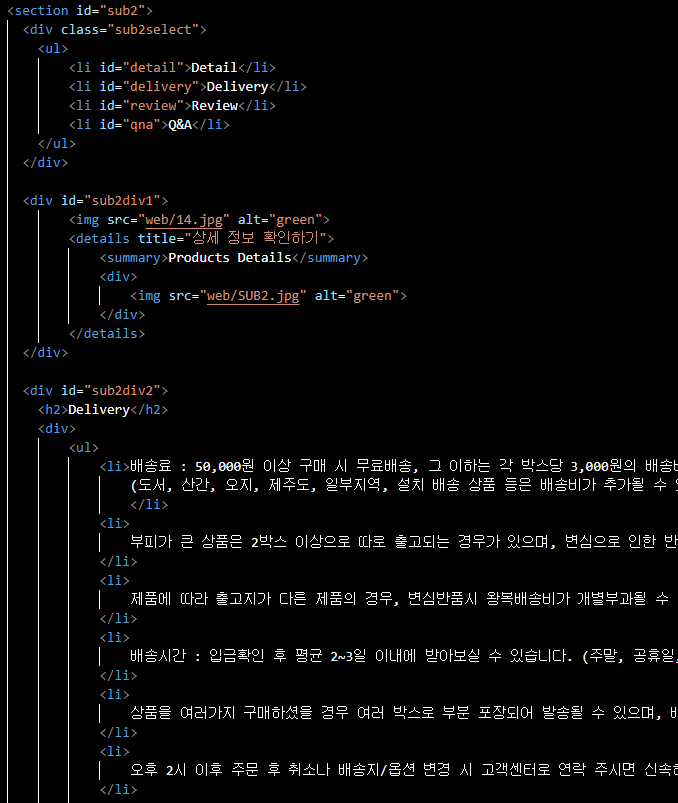 <section id="sub2">
<div class="sub2select">
<ul>
<li id="detail">Detail</li>
<li id="delivery">Delivery</li>
<li id="review">Review</li>
<li id="qna">Q&A</li>
</ul>
</div>
<div id="sub2div1">
<img src="web/14.jpg" alt="green">
<details title="상세 정보 확인하기">
<summary>Products Details</summary>
<div>
<img src="web/SUB2.jpg" alt="green">
</div>
</details>
</div>
<div id="sub2div2">
<h2>Delivery</h2>
<div>
<ul>
<li>배송료 : 50,000원 이상 구매 시 무료배송, 그 이하는 각 박스당 3,000원의 배송
(도서, 산간, 오지, 제주도, 일부지역, 설치 배송 상품 등은 배송비가 추가될 수
</li>
<li>
부피가 큰 상품은 2박스 이상으로 따로 출고되는 경우가 있으며, 변심으로 인한 반
</li>
<li>
제품에 따라 출고지가 다른 제품의 경우, 변심반품시 왕복배송비가 개별부과될 수
</li>
<li>
배송시간 : 입금확인 후 평균 2~3일 이내에 받아보실 수 있습니다. (주말, 공휴일,
</li>
<li>
상품을 여러가지 구매하셨을 경우 여러 박스로 부분 포장되어 발송될 수 있으며,
</li>
<li>
오후 2시 이후 주문 후 취소나 배송지/옵션 변경 시 고객센터로 연락 주시면 신속
</li>